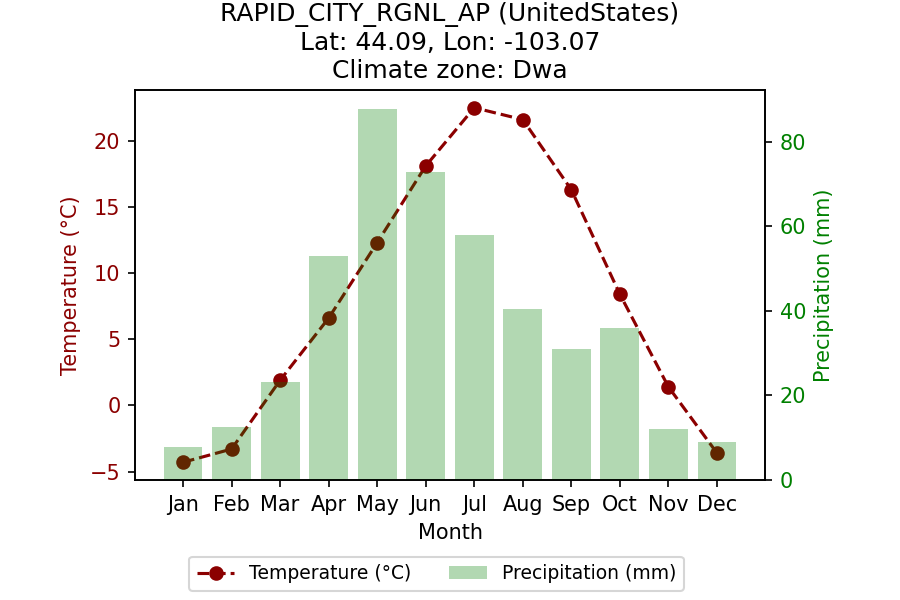 RAPID_CITY_RGNL_AP (UnitedStates)
Lat: 44.09, Lon: -103.07
Climate zone: Dwa
Temperature (°C)
20
15
10
5
0
−5
80
60
40
20
0
Precipitation (mm)
Jan Feb Mar Apr May Jun Jul Aug Sep Oct Nov Dec
Month
Temperature (°C) Precipitation (mm)